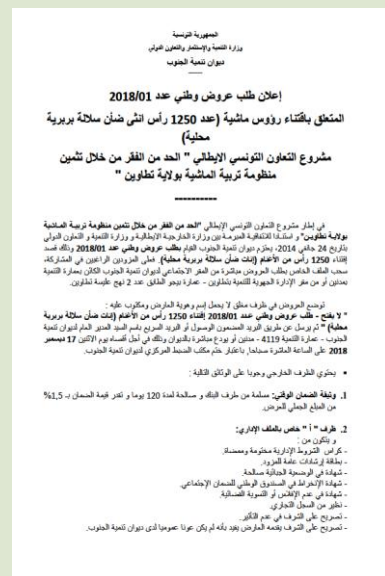 الجمهورية التونسية
وزارة التنمية والإستثمار والتعاون الدولي
ديوان تنمية الجنوب
إعلان طلب عروض وطني عدد 2018/01
المتعلق باقتناء رؤوس ماشية (عدد 1250 رأس أنثى ضأن سلالة بربرية
محلية)
مشروع التعاون التونسي الايطالي " الحد من الفقر من خلال تثمين
منظومة تربية الماشية بولاية تطاوين "
----------
في إطار مشروع التعاون التونسي الإيطالي "الحد من الفقر من خلال تثمين منظومة تربية الماشية
بولاية تطاوين" و استنادا للاتفاقية المبرمة بين وزارة الخارجية الايطالية و وزارة التنمية و التعاون الدولي
بتاريخ 24 جانفي 2014، يعتزم ديوان تنمية الجنوب القيام بطلب عروض وطني عدد 2018/01 وذلك قصد
إقتناء 1250 رأس من الأغنام (إناث ضأن سلالة بربرية محلية). فعلى المزودين الراغبين في المشاركة،
سحب الملف الخاص بطلب العروض مباشرة من المقر الاجتماعي لديوان تنمية الجنوب الكائن بعمارة التنمية
بمدنين أو من مقر الإدارة الجهوية للتنمية بتطاوين - عمارة بيجر الطابق عدد 2 نهج عليسة تطاوين.
توضع العروض في ظرف مغلق لا يحمل إسم وهوية العارض ومكتوب عليه :
" لا يفتح - طلب عروض وطني عدد 2018/01 إقتناء 1250 رأس من الأغنام (إناث ضأن سلالة بربرية
محلية) " ثم يرسل عن طريق البريد المضمون الوصول أو البريد السريع باسم السيد المدير العام لديوان تنمية
الجنوب - عمارة التنمية 4119 - مدنين أو يودع مباشرة بالديوان وذلك في أجل أقصاه يوم الاثنين 17 ديسمبر
2018 على الساعة العاشرة صباحا, باعتبار ختم مكتب الضبط المركزي لديوان تنمية الجنوب.
• يحتوي الظرف الخارجي وجوبا على الوثائق التالية :
1. وثيقة الضمان الوقتي: مسلمة من طرف البنك و صالحة لمدة 120 يوما و تقدر قيمة الضمان بـ 1,5%
من المبلغ الجملي للعرض.
2. ظرف " أ " خاص بالملف الإداري:
و يتكون من :
- كراس الشروط الإدارية مختومة وممضاة.
- بطاقة إرشادات عامة للمزود.
- شهادة في الوضعية الجبائية صالحة.
- شهادة الإنخراط في الصندوق الوطني للضمان الإجتماعي.
- شهادة في عدم الإفلاس أو التسوية القضائية.
- نظير من السجل التجاري.
- تصريح على الشرف في عدم التأثير.
- تصريح على الشرف يقدمه العارض يفيد بأنه لم يكن عونا عموميا لدى ديوان تنمية الجنوب.